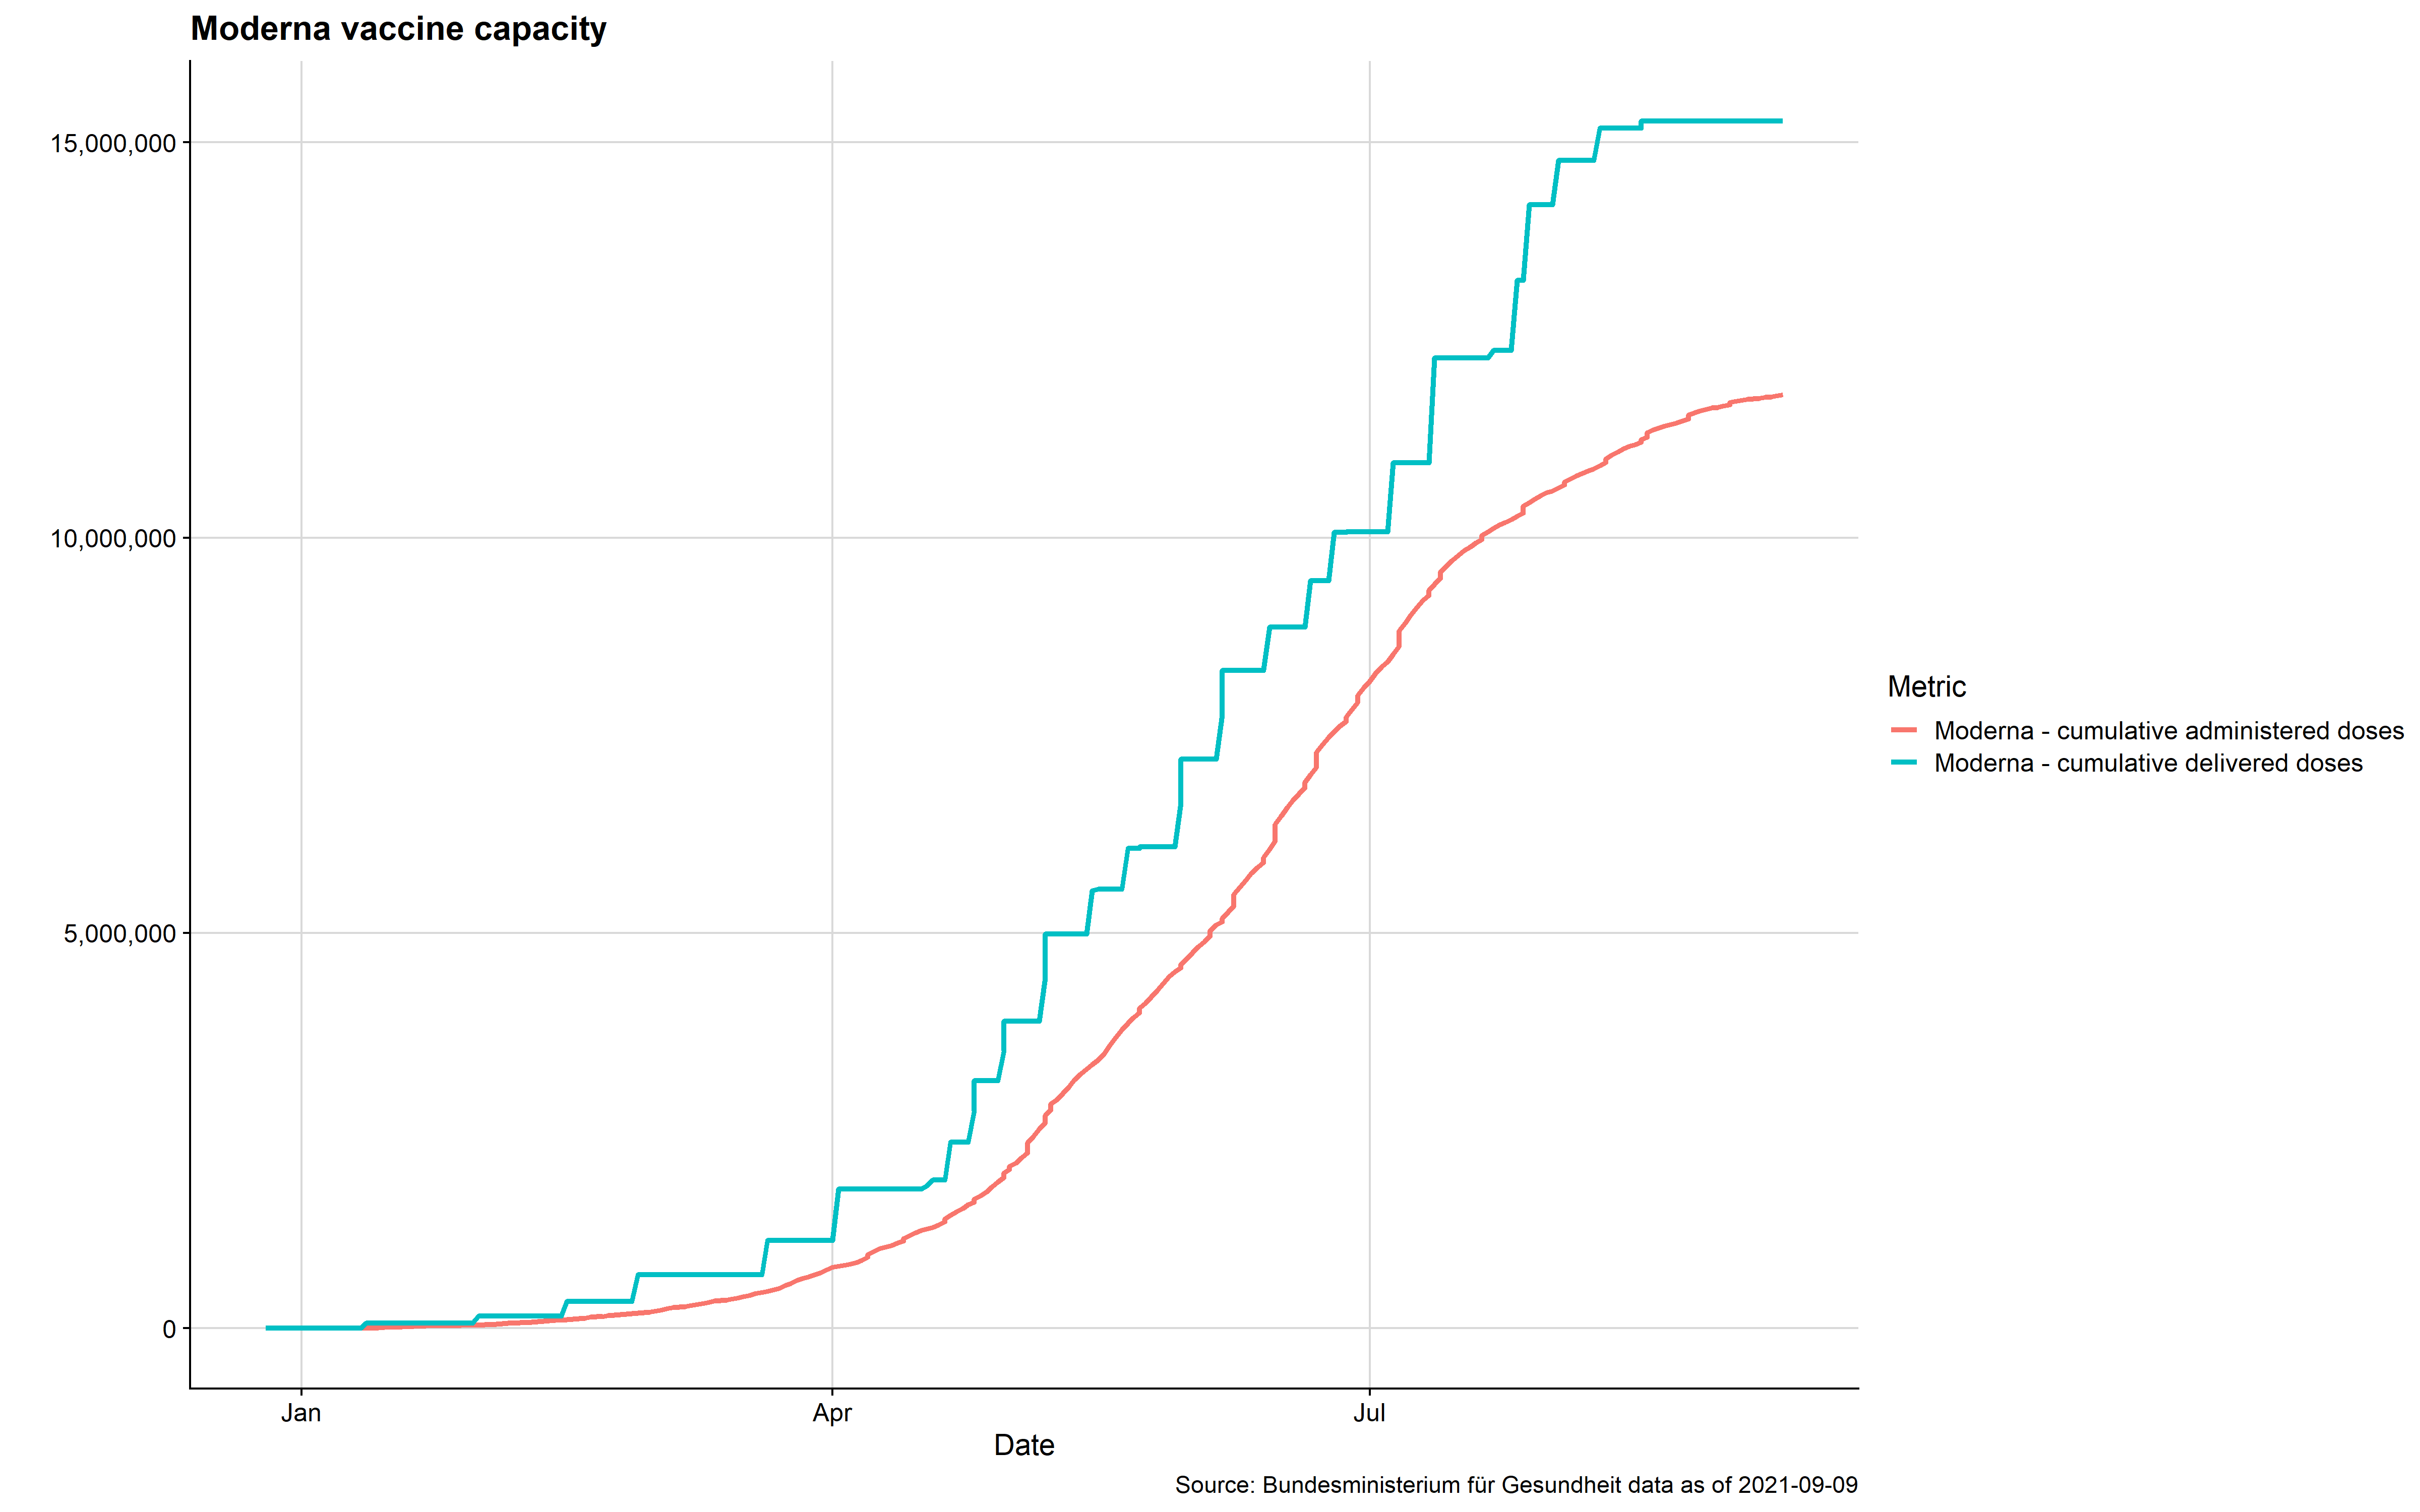 Moderna vaccine capacity
15,000,000
10,000,000
5,000,000
0
Jan
Apr
Jul
Date
Metric
Moderna - cumulative administered doses
Moderna - cumulative delivered doses
Source: Bundesministerium für Gesundheit data as of 2021-09-09